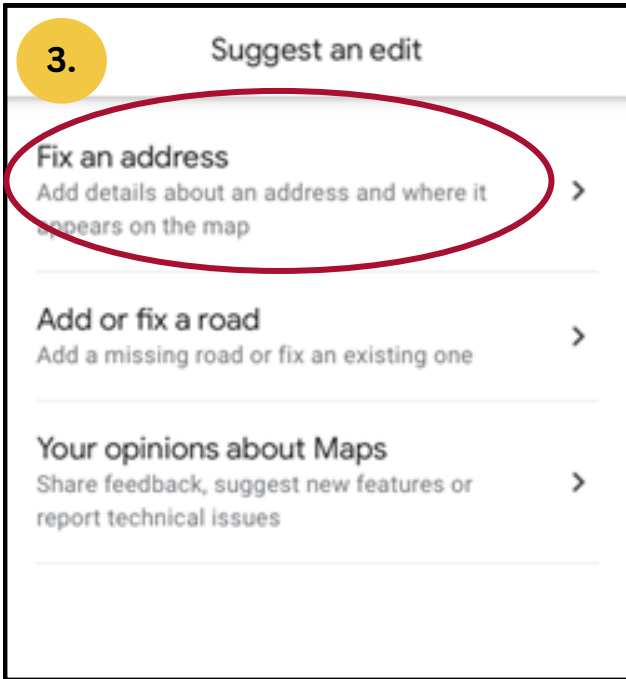 3.
Suggest an edit
Fix an address
Add details about an address and where it
appears on the map
Add or fix a road
Add a missing road or fix an existing one
Your opinions about Maps
Share feedback, suggest new features or
report technical issues